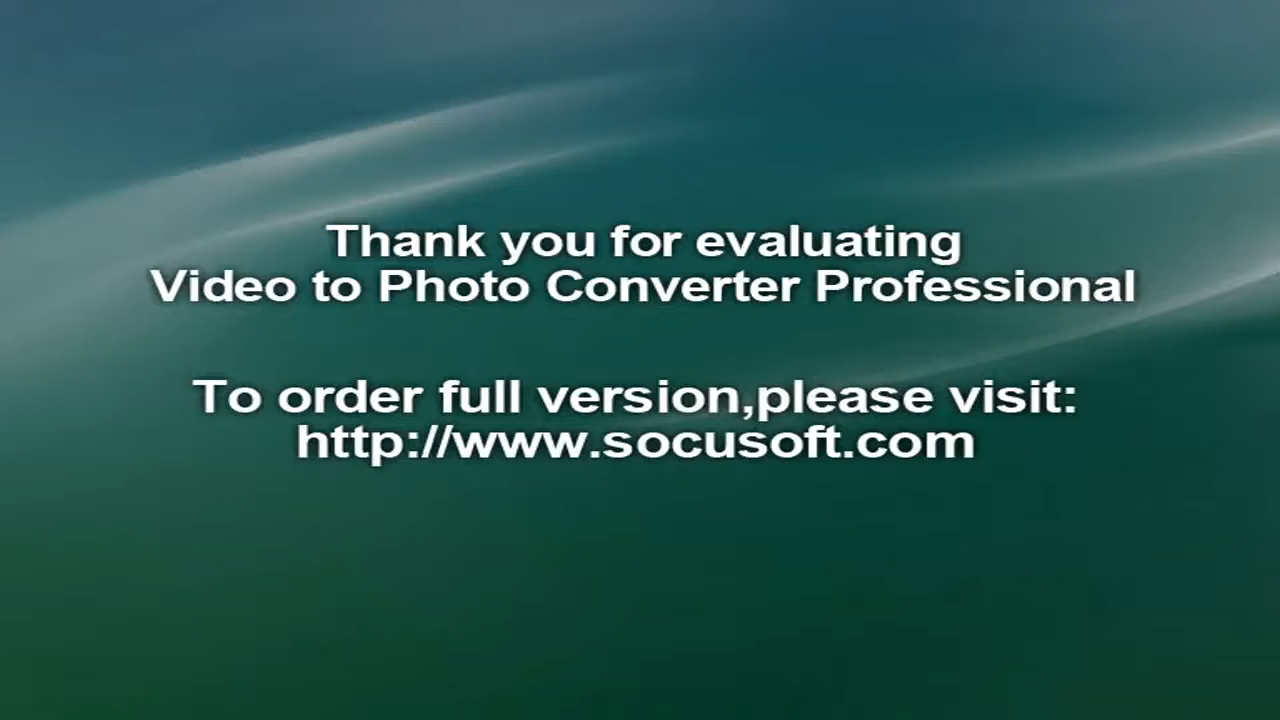 Thank you for evaluating
Video to Photo Converter Professional
To order full version,please visit:
http://www.socusoft.com